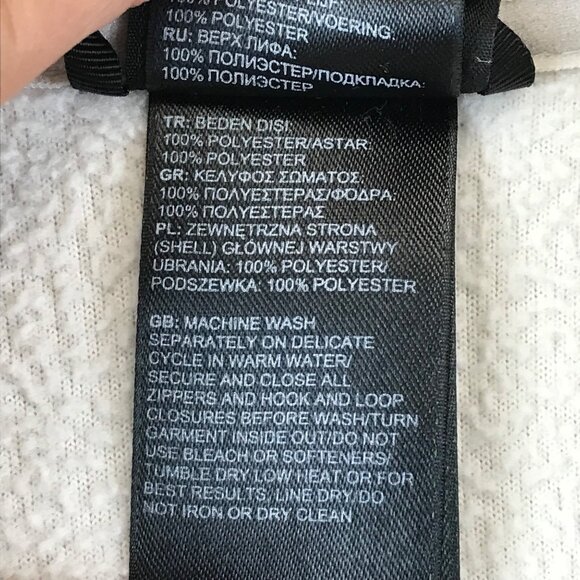 100% POLYESTER/VOERING:
100% POLYESTER
RU: ВЕРХ ЛИФА:
100% ПОЛИЭСТЕР/ПОДКЛАДКА:
100% ПОЛИЭСТЕР
TR: BEDEN DIŞI:
100% POLYESTER/ASTAR:
100% POLYESTER
GR: ΚΕΛΥΦΟΣ ΣΩΜΑΤΟΣ:
100% ΠΟΛΥΕΣΤΕΡΑΣ/ΦΟΔΡΑ:
100% ΠΟΛΥΕΣΤΕΡΑΣ
PL: ZEWNĘTRZNA STRONA
(SHELL) GŁÓWNEJ WARSTWY
UBRANIA: 100% POLYESTER/
PODSZEWKA: 100% POLYESTER
GB: MACHINE WASH
SEPARATELY ON DELICATE
CYCLE IN WARM WATER/
SECURE AND CLOSE ALL
ZIPPERS AND HOOK AND LOOP
CLOSURES BEFORE WASH/TURN
GARMENT INSIDE OUT/DO NOT
USE BLEACH OR SOFTENERS/
TUMBLE DRY LOW HEAT OR FOR
BEST RESULTS, LINE DRY/DO
NOT IRON OR DRY CLEAN